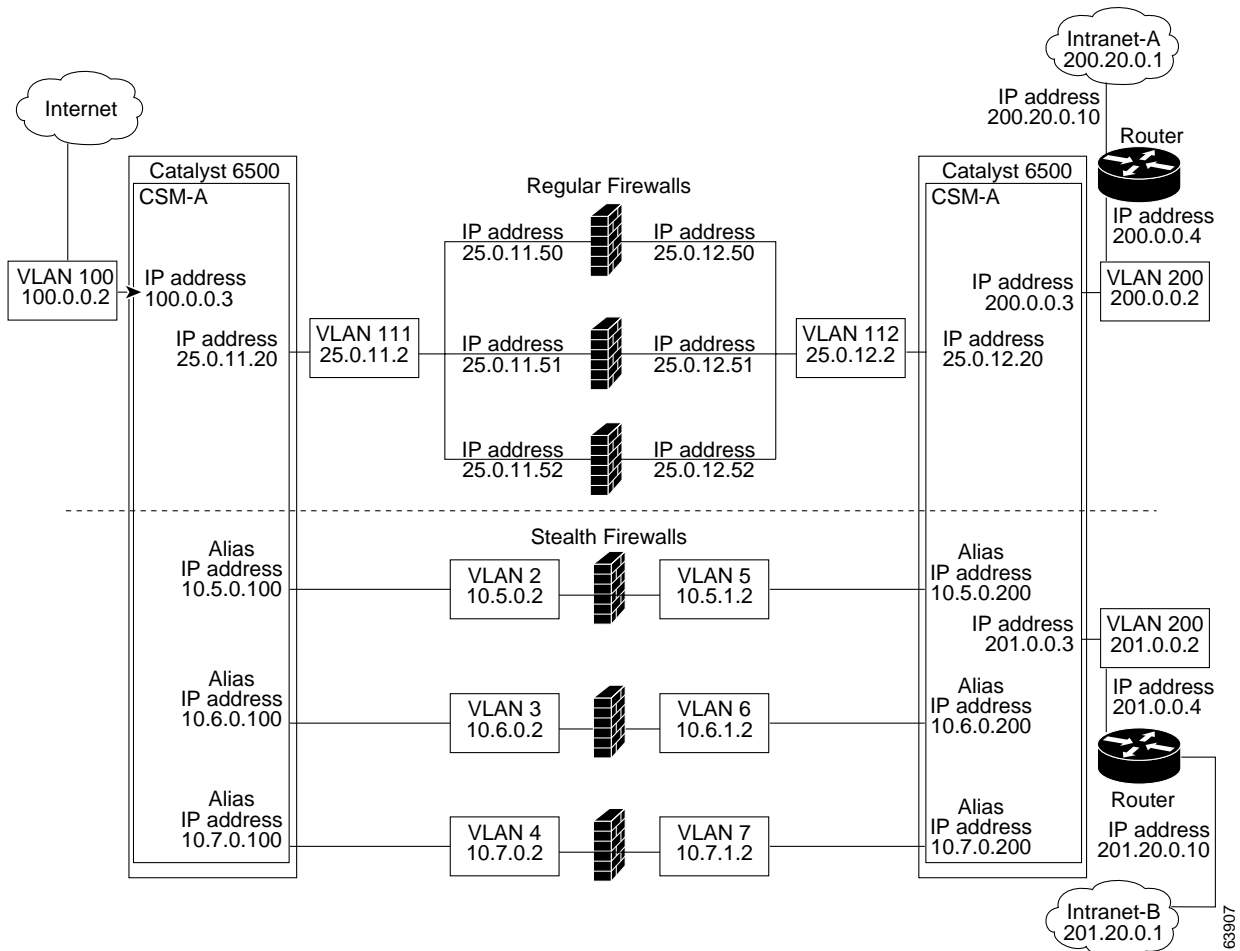 Intranet-A
200.20.0.1
Internet
IP address
200.20.0.10
Router
IP address
200.0.0.4
Catalyst 6500
CSM-A
Catalyst 6500
CSM-A
Regular Firewalls
IP address
25.0.11.50
IP address
25.0.12.50
VLAN 100
100.0.0.2
IP address
100.0.0.3
IP address
200.0.0.3
VLAN 200
200.0.0.2
IP address
25.0.11.20
VLAN 111
25.0.11.2
IP address
25.0.11.51
IP address
25.0.12.51
VLAN 112
25.0.12.2
IP address
25.0.12.20
IP address
25.0.11.52
IP address
25.0.12.52
Stealth Firewalls
Alias
IP address
10.5.0.100
VLAN 2
10.5.0.2
VLAN 5
10.5.1.2
Alias
IP address
10.5.0.200
IP address
201.0.0.3
VLAN 200
201.0.0.2
IP address
201.0.0.4
Alias
IP address
10.6.0.100
VLAN 3
10.6.0.2
VLAN 6
10.6.1.2
Alias
IP address
10.6.0.200
Router
IP address
201.20.0.10
Alias
IP address
10.7.0.100
VLAN 4
10.7.0.2
VLAN 7
10.7.1.2
Alias
IP address
10.7.0.200
Intranet-B
201.20.0.1
63907